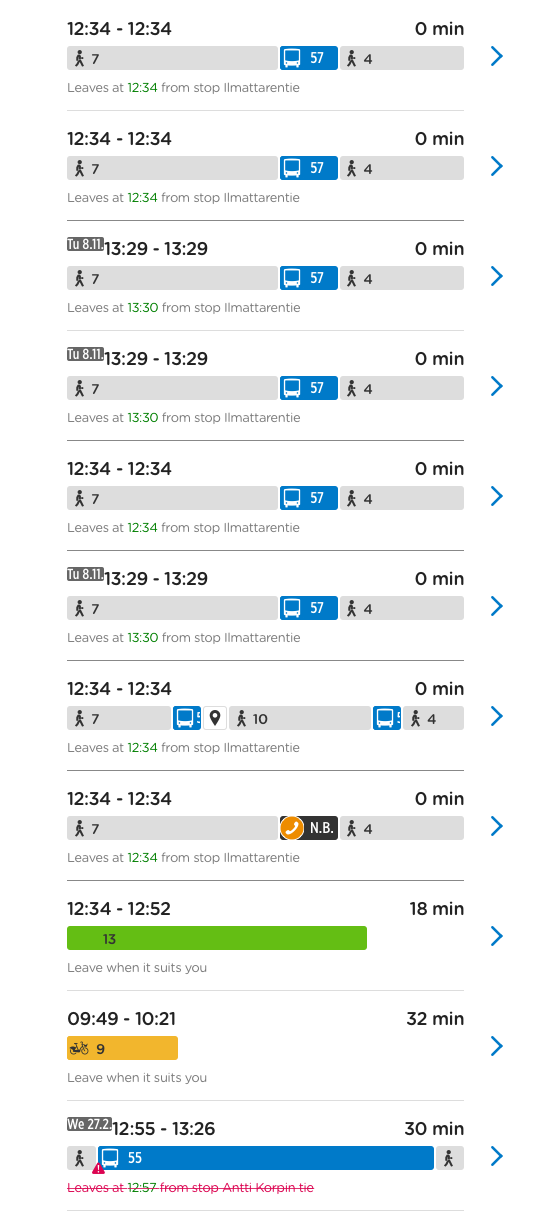 12:34 - 12:34 0 min
7 57 4
Leaves at 12:34 from stop Ilmattarentie
12:34 - 12:34 0 min
7 57 4
Leaves at 12:34 from stop Ilmattarentie
Tu 8.11. 13:29 - 13:29 0 min
7 57 4
Leaves at 13:30 from stop Ilmattarentie
Tu 8.11. 13:29 - 13:29 0 min
7 57 4
Leaves at 13:30 from stop Ilmattarentie
12:34 - 12:34 0 min
7 57 4
Leaves at 12:34 from stop Ilmattarentie
Tu 8.11. 13:29 - 13:29 0 min
7 57 4
Leaves at 13:30 from stop Ilmattarentie
12:34 - 12:34 0 min
7 10 4
Leaves at 12:34 from stop Ilmattarentie
12:34 - 12:34 0 min
7 N.B. 4
Leaves at 12:34 from stop Ilmattarentie
12:34 - 12:52 18 min
13
Leave when it suits you
09:49 - 10:21 32 min
9
Leave when it suits you
We 27.2. 12:55 - 13:26 30 min
55
Leaves at 12:57 from stop Antti Korpin tie